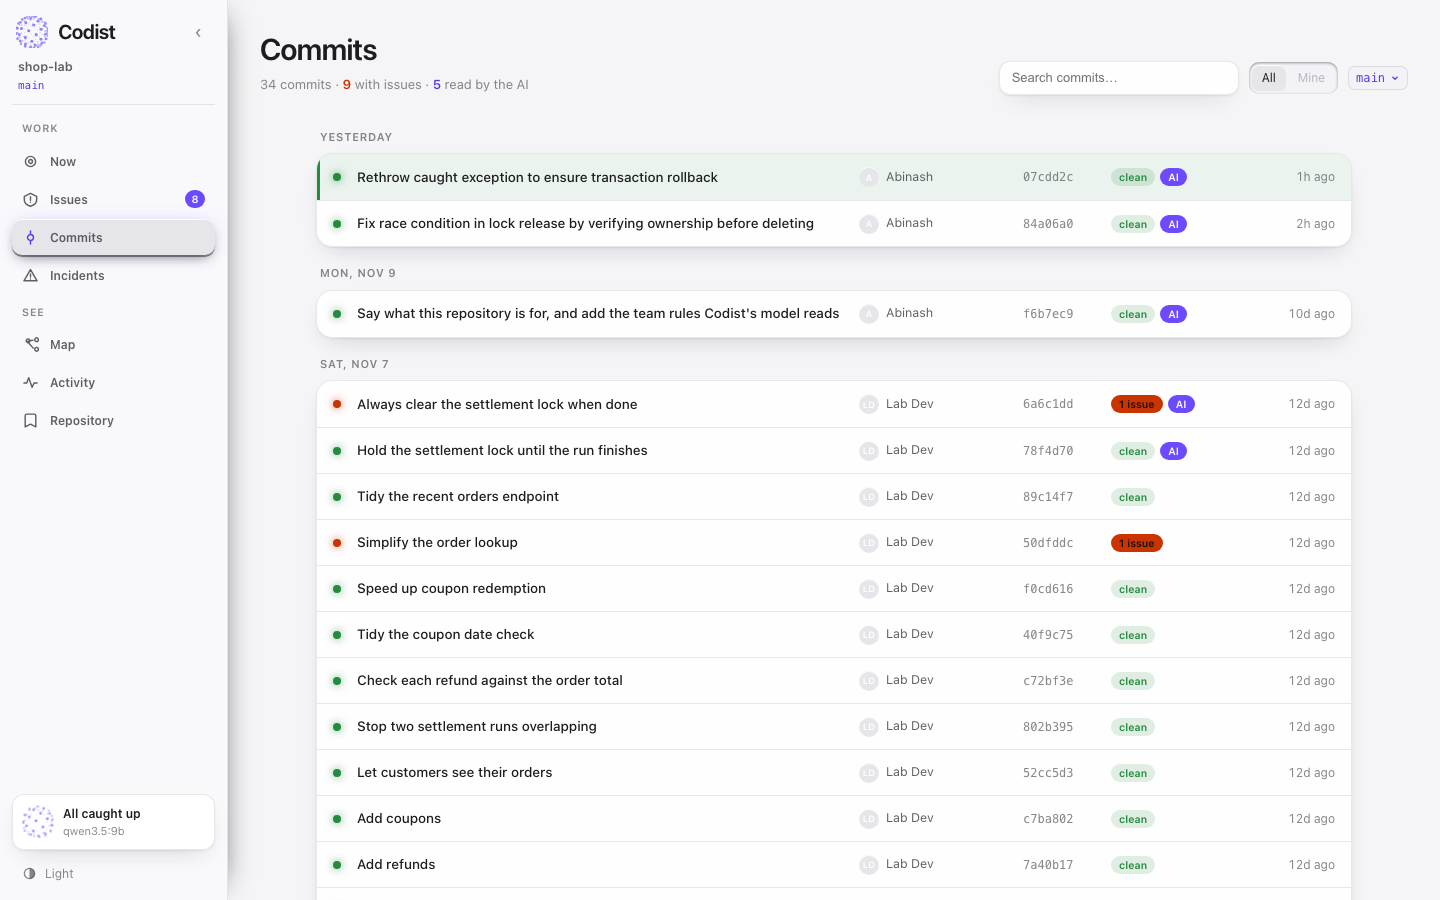 Codist
shop-lab
main
WORK
Now
Issues 8
Commits
Incidents
SEE
Map
Activity
Repository
All caught up
qwen3.5:9b
Light
Commits
34 commits · 9 with issues · 5 read by the AI
Search commits...
All Mine
main
YESTERDAY
Rethrow caught exception to ensure transaction rollback A Abinash 07cdd2c clean AI 1h ago
Fix race condition in lock release by verifying ownership before deleting A Abinash 84a06a0 clean AI 2h ago
MON, NOV 9
Say what this repository is for, and add the team rules Codist's model reads A Abinash f6b7ec9 clean AI 10d ago
SAT, NOV 7
Always clear the settlement lock when done LD Lab Dev 6a6c1dd 1 issue AI 12d ago
Hold the settlement lock until the run finishes LD Lab Dev 78f4d70 clean AI 12d ago
Tidy the recent orders endpoint LD Lab Dev 89c14f7 clean 12d ago
Simplify the order lookup LD Lab Dev 50dfddc 1 issue 12d ago
Speed up coupon redemption LD Lab Dev f0cd616 clean 12d ago
Tidy the coupon date check LD Lab Dev 40f9c75 clean 12d ago
Check each refund against the order total LD Lab Dev c72bf3e clean 12d ago
Stop two settlement runs overlapping LD Lab Dev 802b395 clean 12d ago
Let customers see their orders LD Lab Dev 52cc5d3 clean 12d ago
Add coupons LD Lab Dev c7ba802 clean 12d ago
Add refunds LD Lab Dev 7a40b17 clean 12d ago